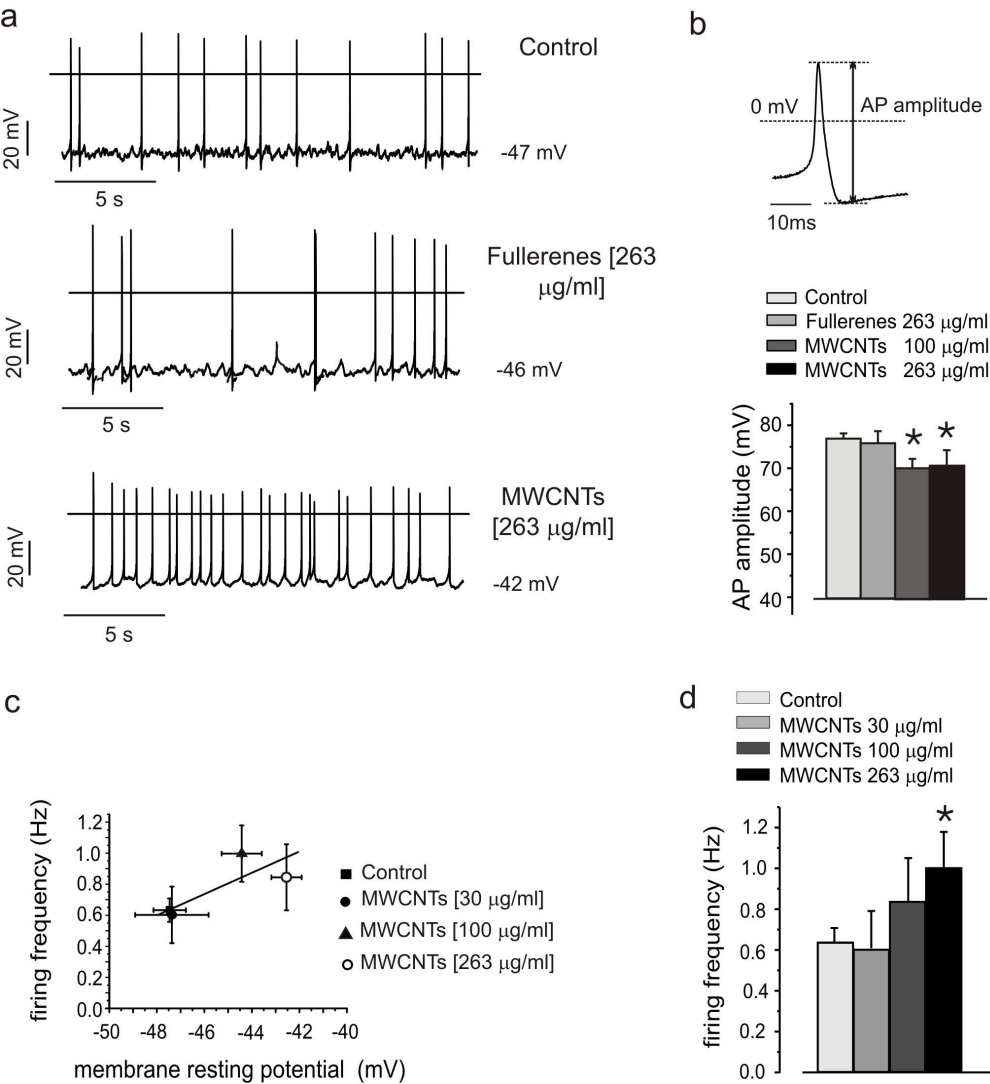 a
Control
20 mV
-47 mV
5 s
Fullerenes [263
µg/ml]
20 mV
-46 mV
5 s
MWCNTs
[263 µg/ml]
20 mV
-42 mV
5 s
b
0 mV
AP amplitude
10ms
Control
Fullerenes 263 µg/ml
MWCNTs 100 µg/ml
MWCNTs 263 µg/ml
AP amplitude (mV)
80
70
60
50
40
* *
c
firing frequency (Hz)
1.2
1.0
0.8
0.6
0.4
0.2
0.0
-50 -48 -46 -44 -42 -40
membrane resting potential (mV)
Control
MWCNTs [30 µg/ml]
MWCNTs [100 µg/ml]
MWCNTs [263 µg/ml]
d
Control
MWCNTs 30 µg/ml
MWCNTs 100 µg/ml
MWCNTs 263 µg/ml
firing frequency (Hz)
1.2
1.0
0.8
0.6
0.4
0.2
0.0
*